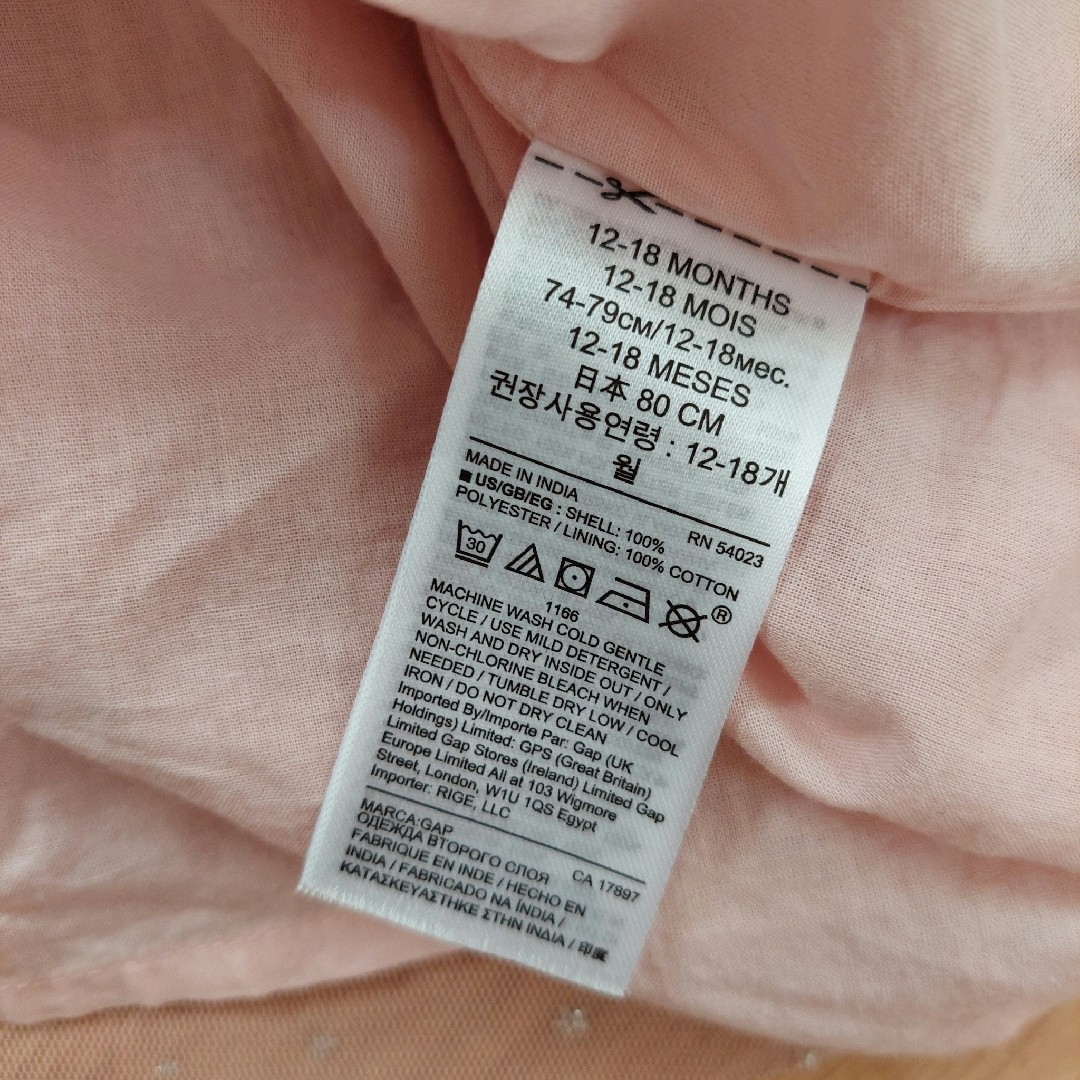 12-18 MONTHS
12-18 MOIS
74-79см/12-18мес.
12-18 MESES
日本 80 CM
권장사용연령 : 12-18개
월
MADE IN INDIA RN 54023
■ US/GB/EG : SHELL: 100%
POLYESTER / LINING: 100% COTTON
30
®
1166
MACHINE WASH COLD GENTLE
CYCLE / USE MILD DETERGENT /
WASH AND DRY INSIDE OUT / ONLY
NON-CHLORINE BLEACH WHEN
NEEDED / TUMBLE DRY LOW / COOL
IRON / DO NOT DRY CLEAN
Imported By/Importe Par: Gap (UK
Holdings) Limited: GPS (Great Britain)
Limited Gap Stores (Ireland) Limited Gap
Europe Limited All at 103 Wigmore
Street, London, W1U 1QS Egypt
Importer: RIGE, LLC
MARCA:GAP
ОДЕЖДА ВТОРОГО СЛОЯ CA 17897
FABRIQUE EN INDE / HECHO EN
INDIA / FABRICADO NA ÍNDIA /
ΚΑΤΑΣΚΕΥΑΣΤΗΚΕ ΣΤΗΝ ΙΝΔΙΑ / 印度